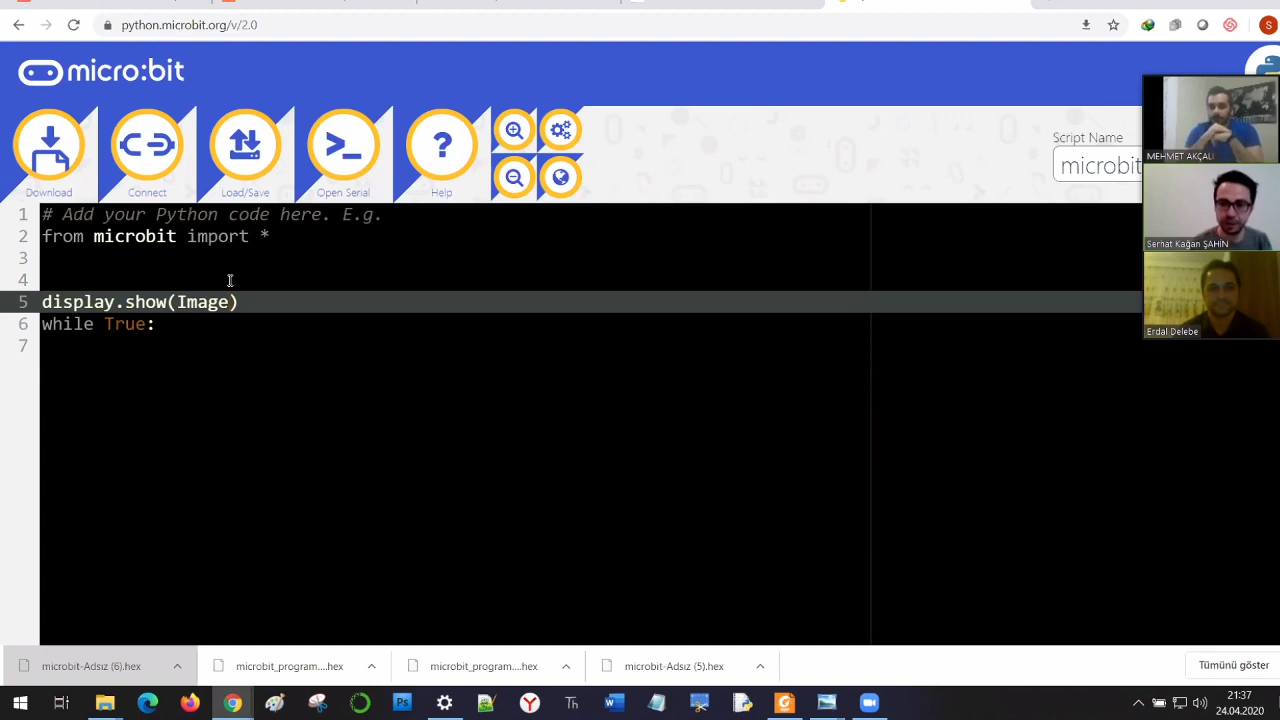 python.microbit.org/v/2.0
S
micro:bit
Download
Connect
Load/Save
Open Serial
Help
Script Name
microbit
MEHMET AKÇALI
Serhat Kağan ŞAHİN
Erdal Delebe
1 # Add your Python code here. E.g.
2 from microbit import *
3
4
5 display.show(Image)
6 while True:
7
microbit-Adsız (6).hex
microbit_program....hex
microbit_program....hex
microbit-Adsız (5).hex
Tümünü göster
21:37
24.04.2020